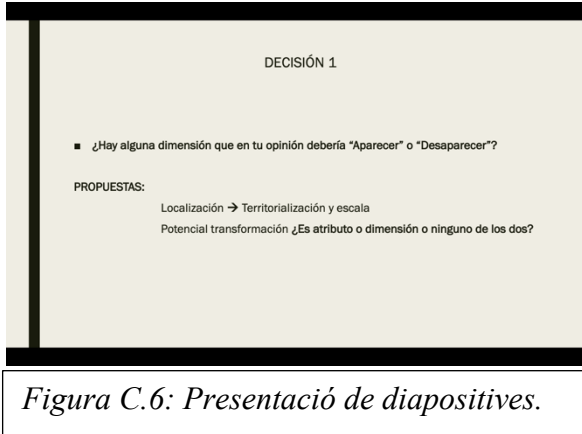 DECISIÓN 1
■ ¿Hay alguna dimensión que en tu opinión debería “Aparecer” o “Desaparecer”?
PROPUESTAS:
Localización → Territorialización y escala
Potencial transformación ¿Es atributo o dimensión o ninguno de los dos?
Figura C.6: Presentació de diapositives.